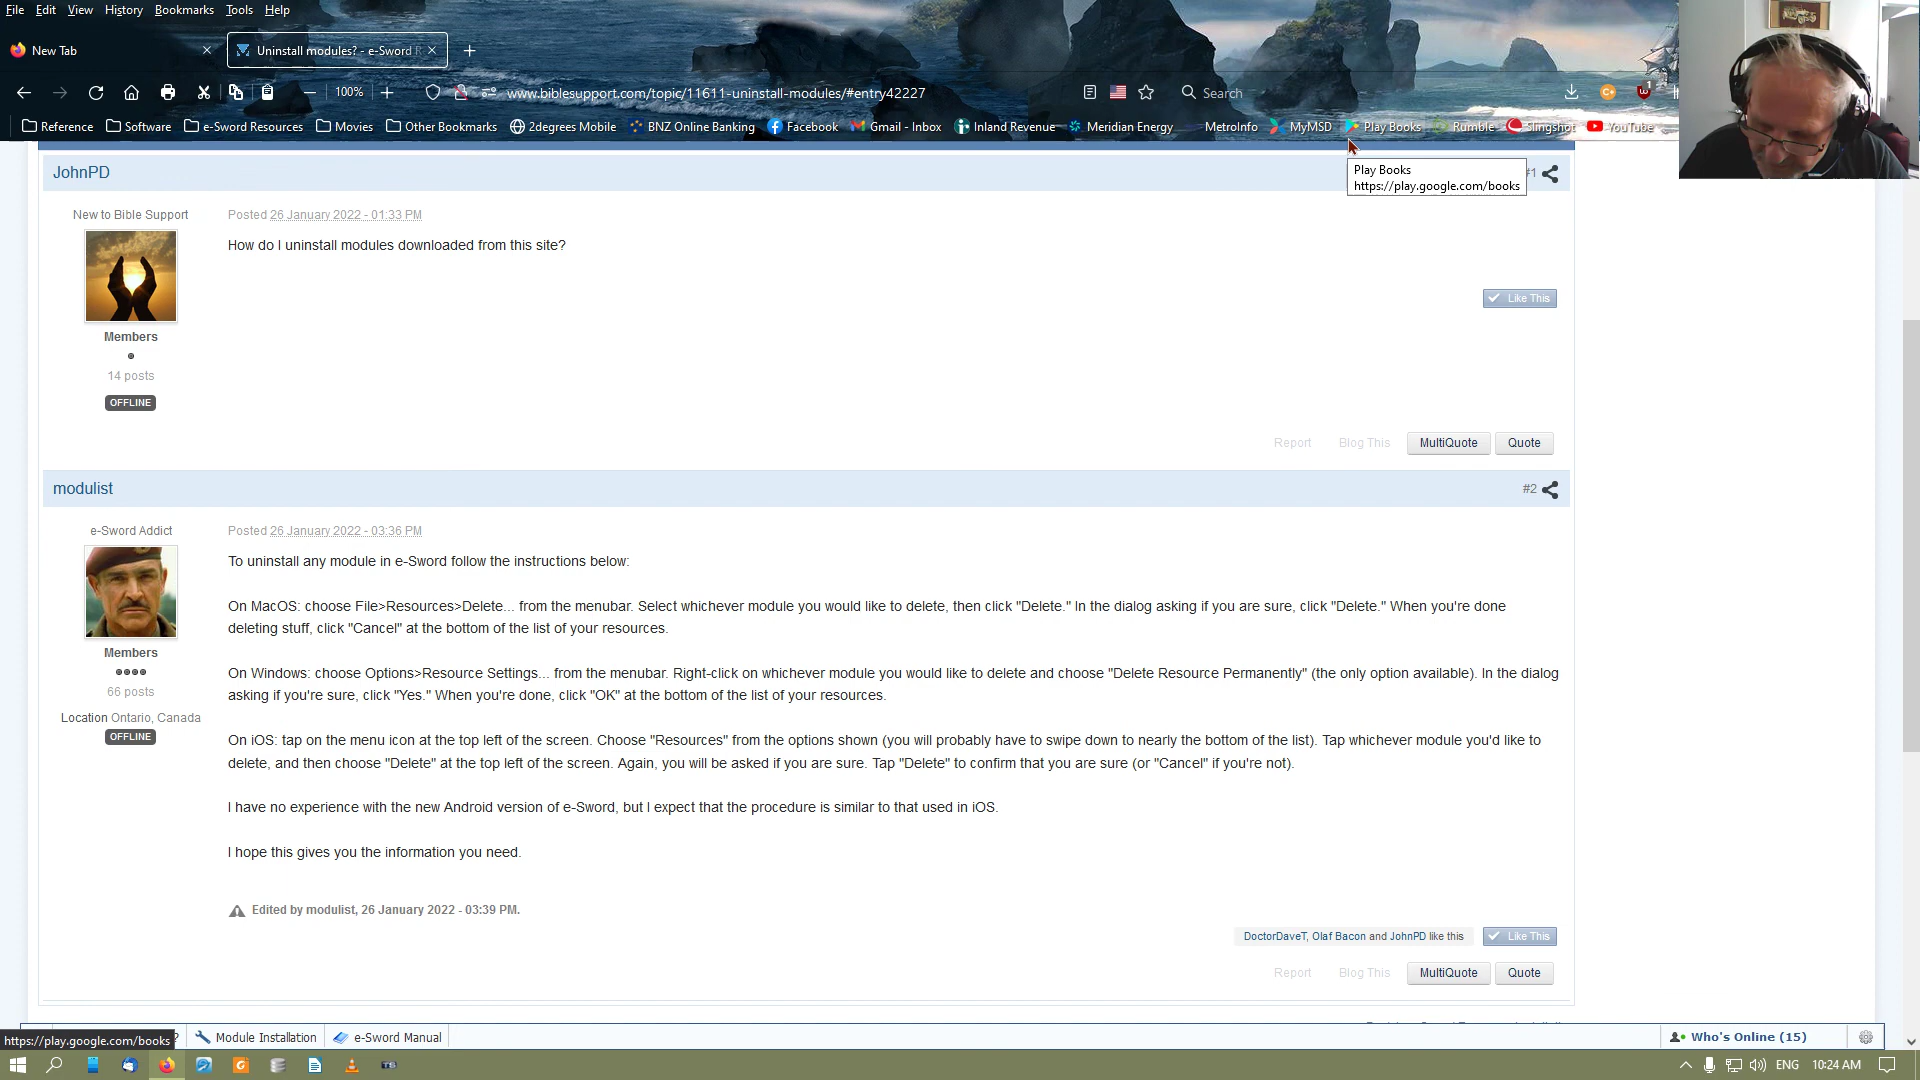 File Edit View History Bookmarks Tools Help
New Tab
Uninstall modules? - e-Sword R
100%
www.biblesupport.com/topic/11611-uninstall-modules/#entry42227
Search
Reference Software e-Sword Resources Movies Other Bookmarks 2degrees Mobile BNZ Online Banking Facebook Gmail - Inbox Inland Revenue Meridian Energy MetroInfo MyMSD Play Books Rumble Slingshot YouTube
JohnPD
#1
Play Books
https://play.google.com/books
New to Bible Support
Posted 26 January 2022 - 01:33 PM
How do I uninstall modules downloaded from this site?
Like This
Members
14 posts
OFFLINE
Report Blog This MultiQuote Quote
modulist
#2
e-Sword Addict
Posted 26 January 2022 - 03:36 PM
To uninstall any module in e-Sword follow the instructions below:
On MacOS: choose File>Resources>Delete... from the menubar. Select whichever module you would like to delete, then click "Delete." In the dialog asking if you are sure, click "Delete." When you're done
deleting stuff, click "Cancel" at the bottom of the list of your resources.
Members
66 posts
Location Ontario, Canada
OFFLINE
On Windows: choose Options>Resource Settings... from the menubar. Right-click on whichever module you would like to delete and choose "Delete Resource Permanently" (the only option available). In the dialog
asking if you're sure, click "Yes." When you're done, click "OK" at the bottom of the list of your resources.
On iOS: tap on the menu icon at the top left of the screen. Choose "Resources" from the options shown (you will probably have to swipe down to nearly the bottom of the list). Tap whichever module you'd like to
delete, and then choose "Delete" at the top left of the screen. Again, you will be asked if you are sure. Tap "Delete" to confirm that you are sure (or "Cancel" if you're not).
I have no experience with the new Android version of e-Sword, but I expect that the procedure is similar to that used in iOS.
I hope this gives you the information you need.
Edited by modulist, 26 January 2022 - 03:39 PM.
DoctorDaveT, Olaf Bacon and JohnPD like this
Like This
Report Blog This MultiQuote Quote
https://play.google.com/books
? Module Installation e-Sword Manual
Who's Online (15)
ENG 10:24 AM